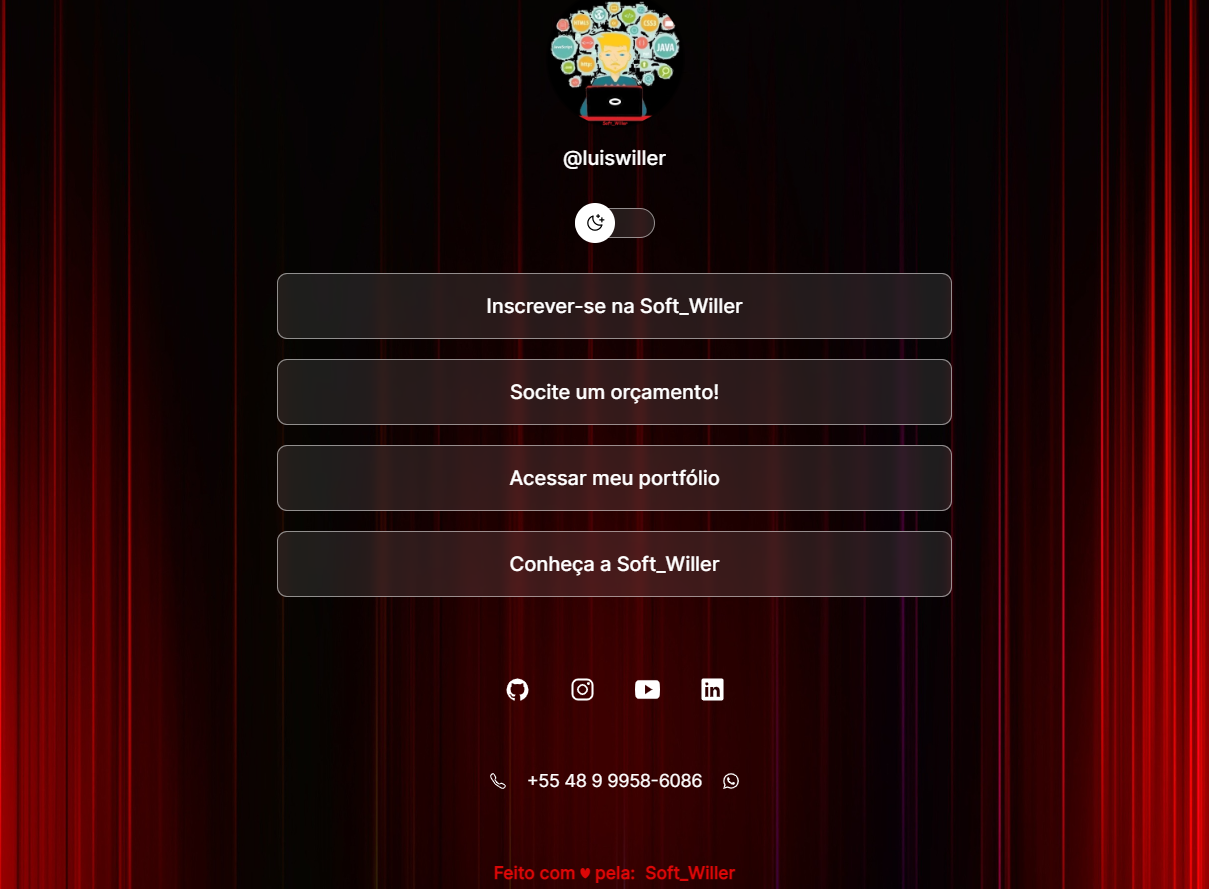 HTML5
CSS3
JavaScript
JAVA
Soft_Willer
@luiswiller
Inscrever-se na Soft_Willer
Socite um orçamento!
Acessar meu portfólio
Conheça a Soft_Willer
+55 48 9 9958-6086
Feito com ♥ pela: Soft_Willer